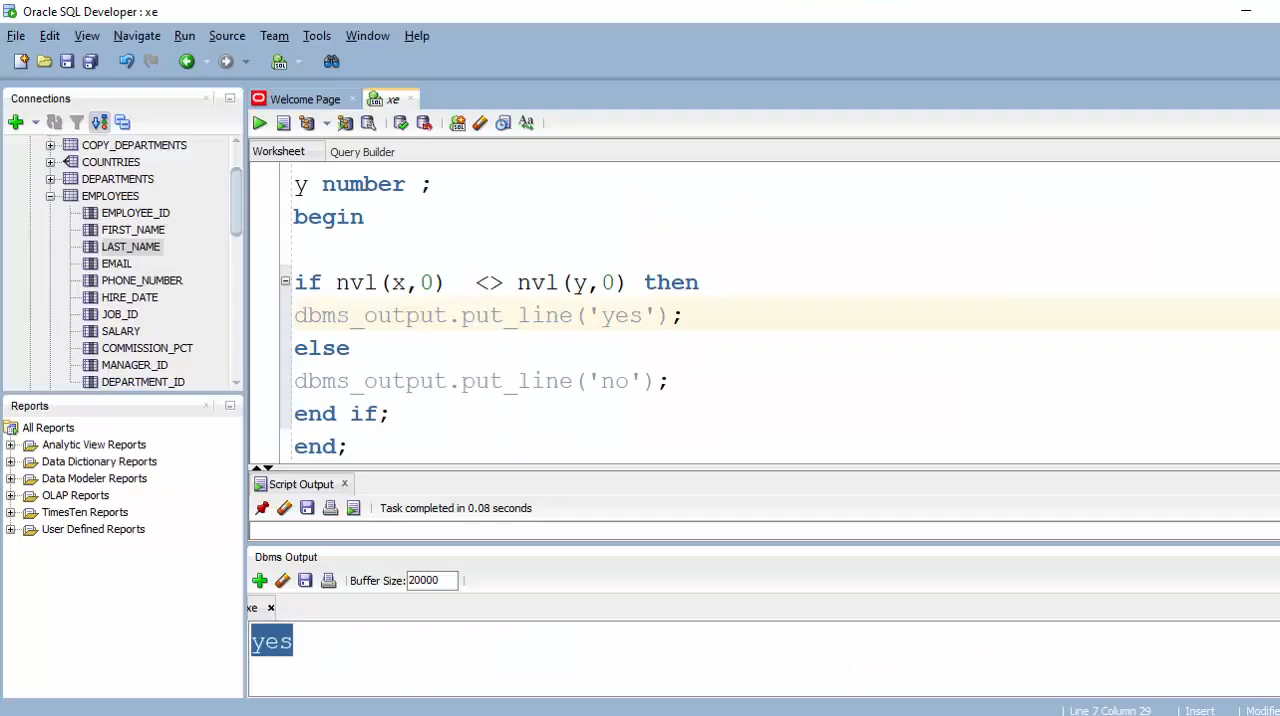 Oracle SQL Developer : xe
File Edit View Navigate Run Source Team Tools Window Help
Connections
COPY_DEPARTMENTS
COUNTRIES
DEPARTMENTS
EMPLOYEES
EMPLOYEE_ID
FIRST_NAME
LAST_NAME
EMAIL
PHONE_NUMBER
HIRE_DATE
JOB_ID
SALARY
COMMISSION_PCT
MANAGER_ID
DEPARTMENT_ID
Reports
All Reports
Analytic View Reports
Data Dictionary Reports
Data Modeler Reports
OLAP Reports
TimesTen Reports
User Defined Reports
Welcome Page xe
Worksheet Query Builder
y number ;
begin
if nvl(x,0) <> nvl(y,0) then
dbms_output.put_line('yes');
else
dbms_output.put_line('no');
end if;
end;
Script Output x
Task completed in 0.08 seconds
Dbms Output
Buffer Size: 20000
xe
yes
Line 7 Column 29 Insert Modifie